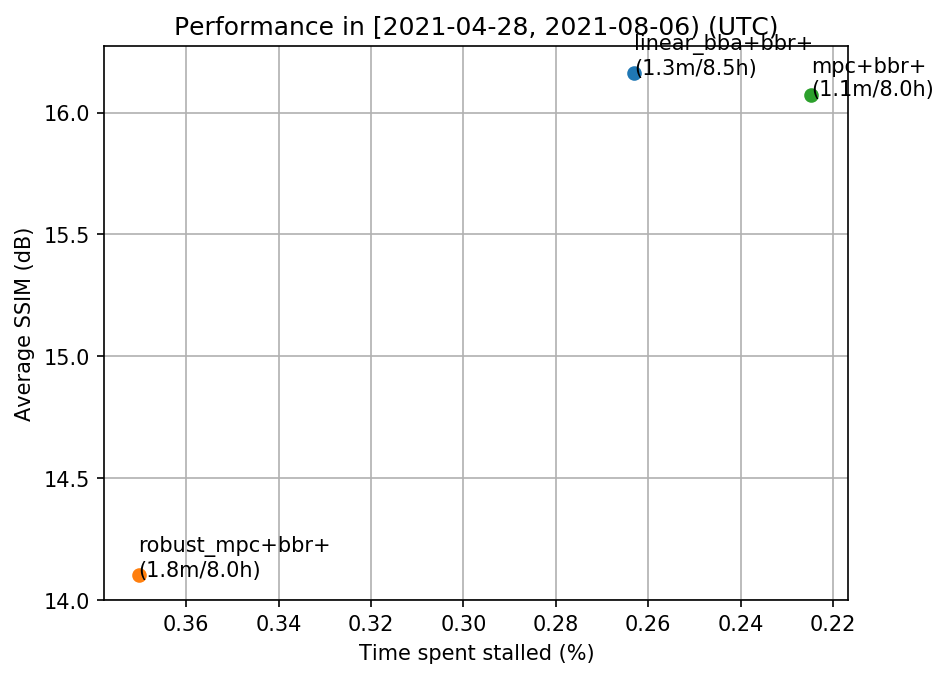 Performance in [2021-04-28, 2021-08-06) (UTC)
linear_bba+bbr+
(1.3m/8.5h)
mpc+bbr+
(1.1m/8.0h)
16.0
15.5
15.0
14.5
14.0
Average SSIM (dB)
robust_mpc+bbr+
(1.8m/8.0h)
0.36 0.34 0.32 0.30 0.28 0.26 0.24 0.22
Time spent stalled (%)